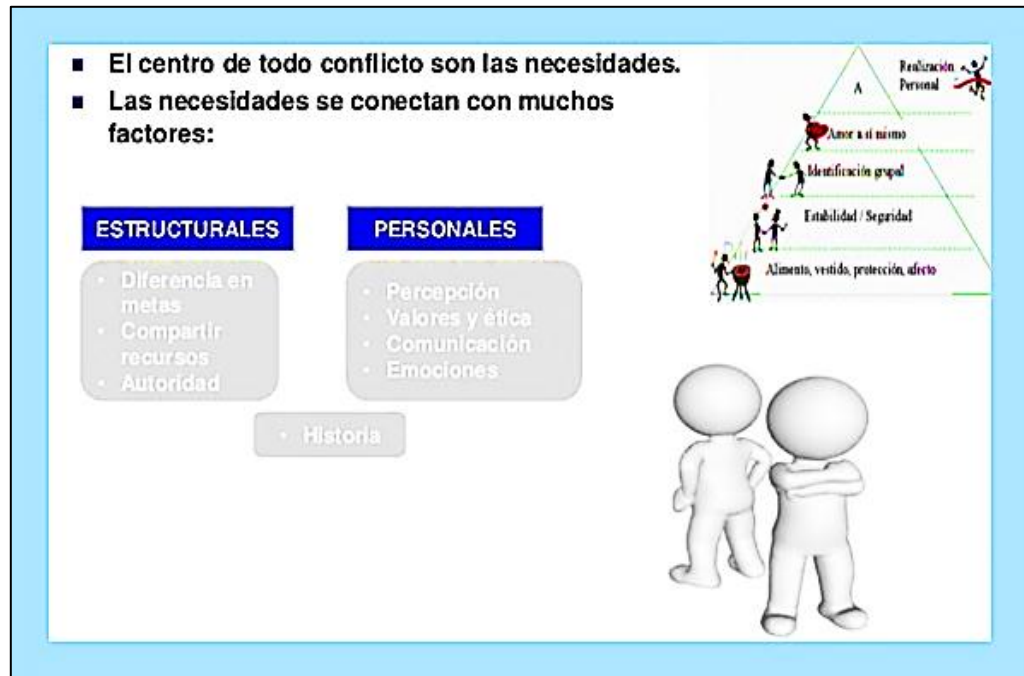 ▪ El centro de todo conflicto son las necesidades.
▪ Las necesidades se conectan con muchos
factores:
ESTRUCTURALES
• Diferencia en
metas
• Compartir
recursos
• Autoridad
PERSONALES
• Percepción
• Valores y ética
• Comunicación
• Emociones
• Historia
Realización
Personal
A
Amor a sí mismo
Identificación grupal
Estabilidad / Seguridad
Alimento, vestido, protección, afecto